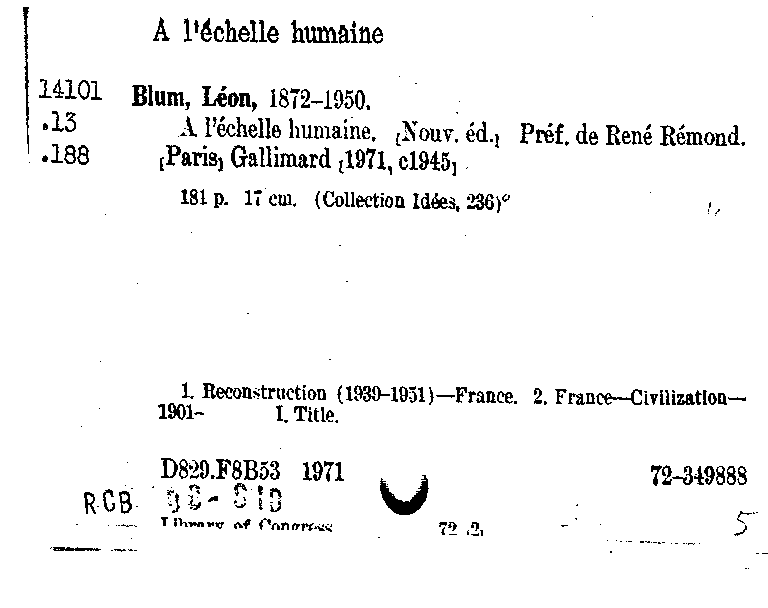 A l'échelle humaine
14101 Blum, Léon, 1872–1950.
.13 A l'échelle humaine. [Nouv. éd.] Préf. de René Rémond.
.188 [Paris] Gallimard [1971, c1945]
181 p. 17 cm. (Collection Idées, 236)
1. Reconstruction (1939–1951)—France. 2. France—Civilization—
1901– I. Title.
D829.F8B53 1971 72–349888
RCB
Library of Congress 72 [2] 5